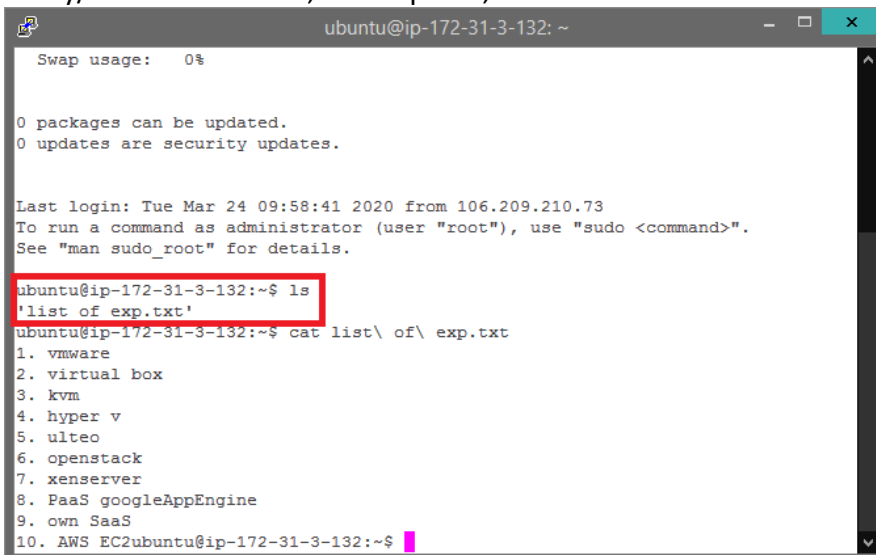 ubuntu@ip-172-31-3-132: ~
Swap usage: 0%
0 packages can be updated.
0 updates are security updates.
Last login: Tue Mar 24 09:58:41 2020 from 106.209.210.73
To run a command as administrator (user "root"), use "sudo <command>".
See "man sudo_root" for details.
ubuntu@ip-172-31-3-132:~$ ls
'list of exp.txt'
ubuntu@ip-172-31-3-132:~$ cat list\ of\ exp.txt
1. vmware
2. virtual box
3. kvm
4. hyper v
5. ulteo
6. openstack
7. xenserver
8. PaaS googleAppEngine
9. own SaaS
10. AWS EC2ubuntu@ip-172-31-3-132:~$